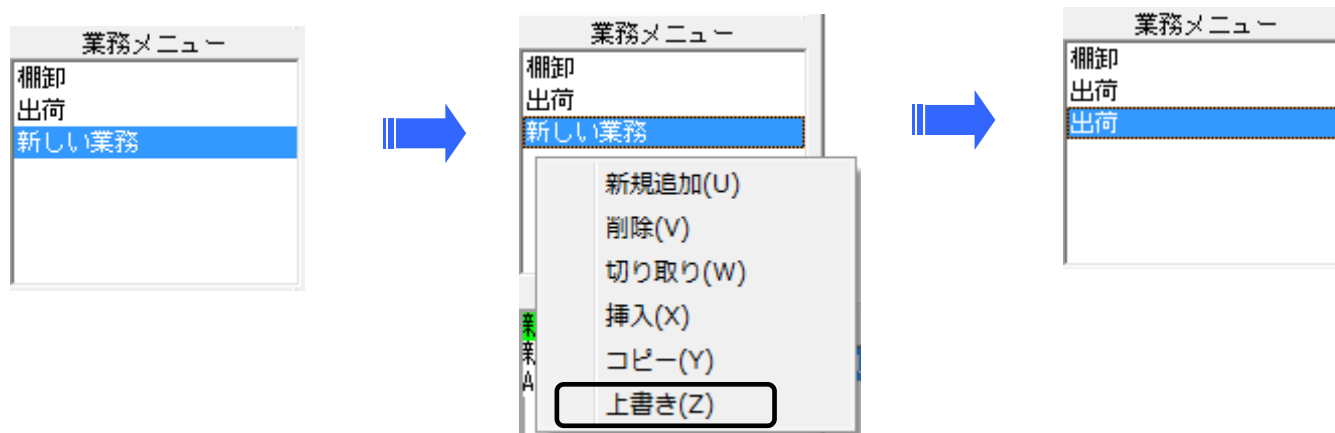 業務メニュー
棚卸
出荷
新しい業務
業務メニュー
棚卸
出荷
新しい業務
新規追加(U)
削除(V)
切り取り(W)
挿入(X)
コピー(Y)
上書き(Z)
業務メニュー
棚卸
出荷
出荷